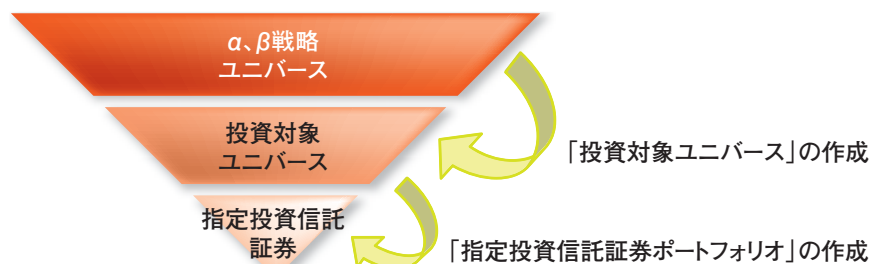 α、β戦略
ユニバース
投資対象
ユニバース
「投資対象ユニバース」の作成
指定投資信託
証券
「指定投資信託証券ポートフォリオ」の作成